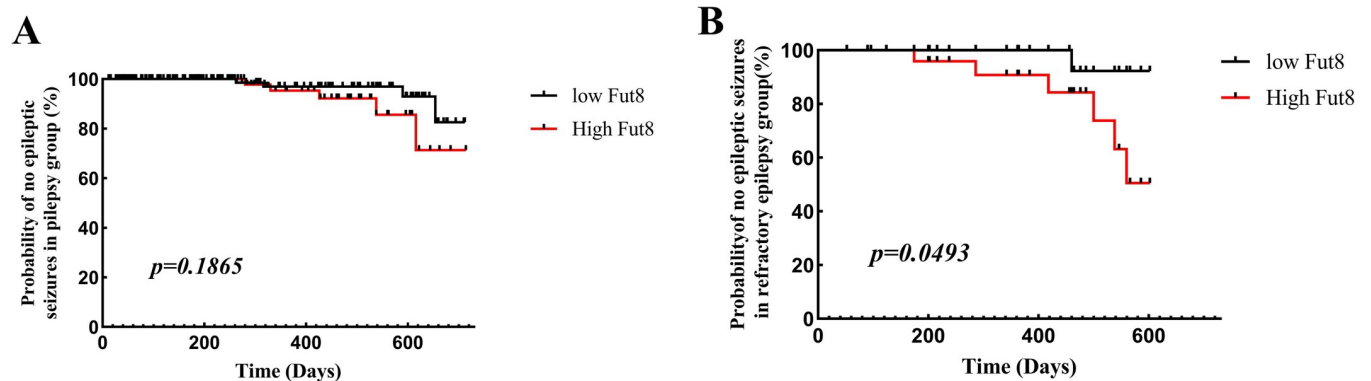 A
Probability of no epileptic
seizures in pilepsy group (%)
100
80
60
40
20
0
0 200 400 600
Time (Days)
p=0.1865
low Fut8
High Fut8
B
Probabilityof no epileptic seizures
in refractory epilepsy group(%)
100
80
60
40
20
0
0 200 400 600
Time (Days)
p=0.0493
low Fut8
High Fut8